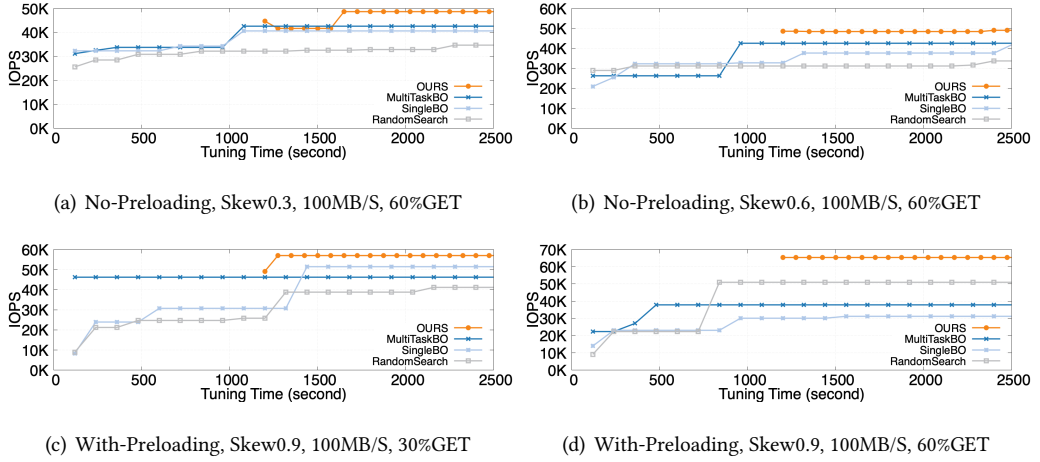 50K
40K
30K
20K
10K
0K
IOPS
0 500 1000 1500 2000 2500
Tuning Time (second)
OURS
MultiTaskBO
SingleBO
RandomSearch
(a) No-Preloading, Skew0.3, 100MB/S, 60%GET
60K
50K
40K
30K
20K
10K
0K
IOPS
0 500 1000 1500 2000 2500
Tuning Time (second)
OURS
MultiTaskBO
SingleBO
RandomSearch
(b) No-Preloading, Skew0.6, 100MB/S, 60%GET
60K
50K
40K
30K
20K
10K
0K
IOPS
0 500 1000 1500 2000 2500
Tuning Time (second)
OURS
MultiTaskBO
SingleBO
RandomSearch
(c) With-Preloading, Skew0.9, 100MB/S, 30%GET
70K
60K
50K
40K
30K
20K
10K
0K
IOPS
0 500 1000 1500 2000 2500
Tuning Time (second)
OURS
MultiTaskBO
SingleBO
RandomSearch
(d) With-Preloading, Skew0.9, 100MB/S, 60%GET